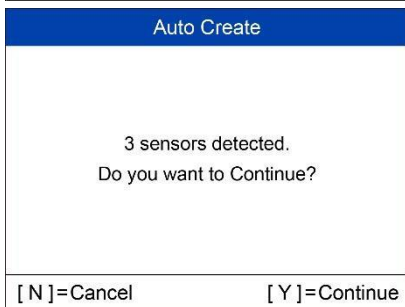 Auto Create
3 sensors detected.
Do you want to Continue?
[ N ]=Cancel [ Y ]=Continue